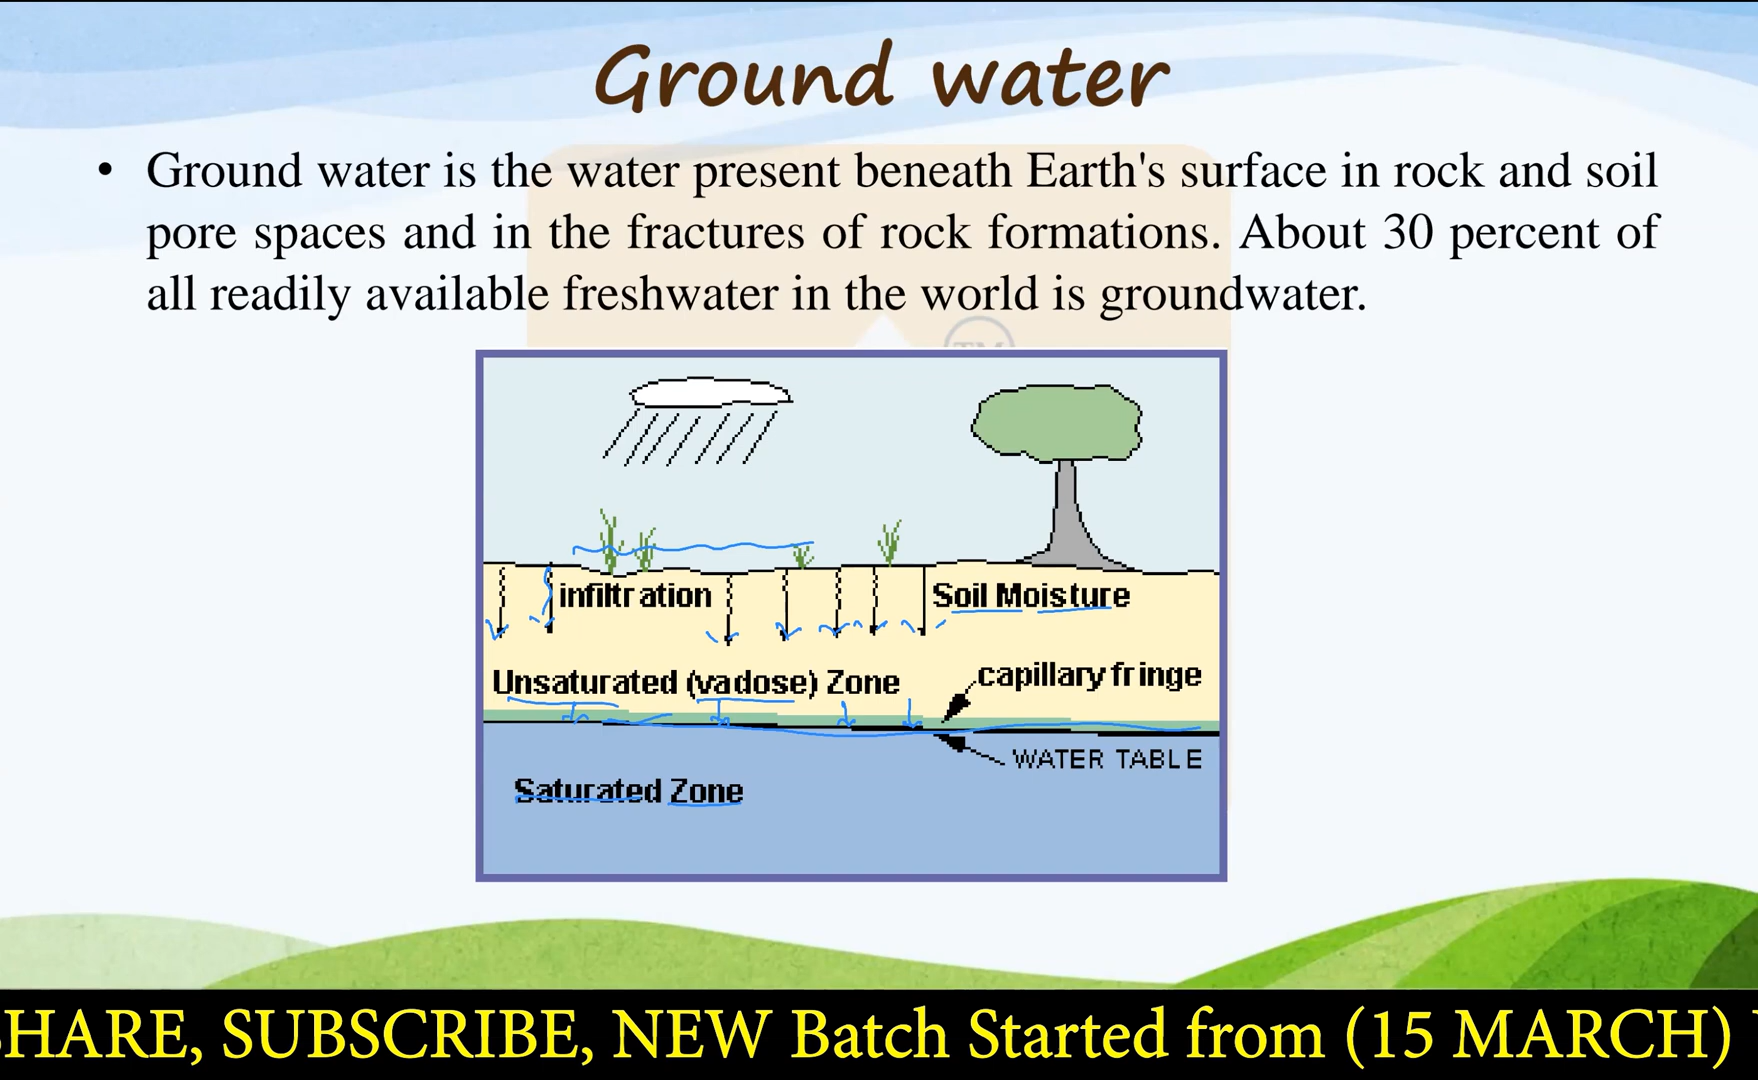 Ground water
• Ground water is the water present beneath Earth's surface in rock and soil
pore spaces and in the fractures of rock formations. About 30 percent of
all readily available freshwater in the world is groundwater.
TM
infiltration
Soil Moisture
Unsaturated (vadose) Zone
capillary fringe
WATER TABLE
Saturated Zone
SHARE, SUBSCRIBE, NEW Batch Started from (15 MARCH)